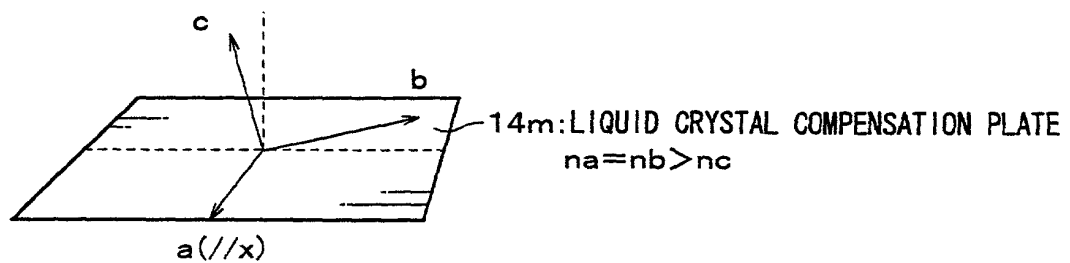 c
b
14m:LIQUID CRYSTAL COMPENSATION PLATE
na=nb>nc
a(//x)